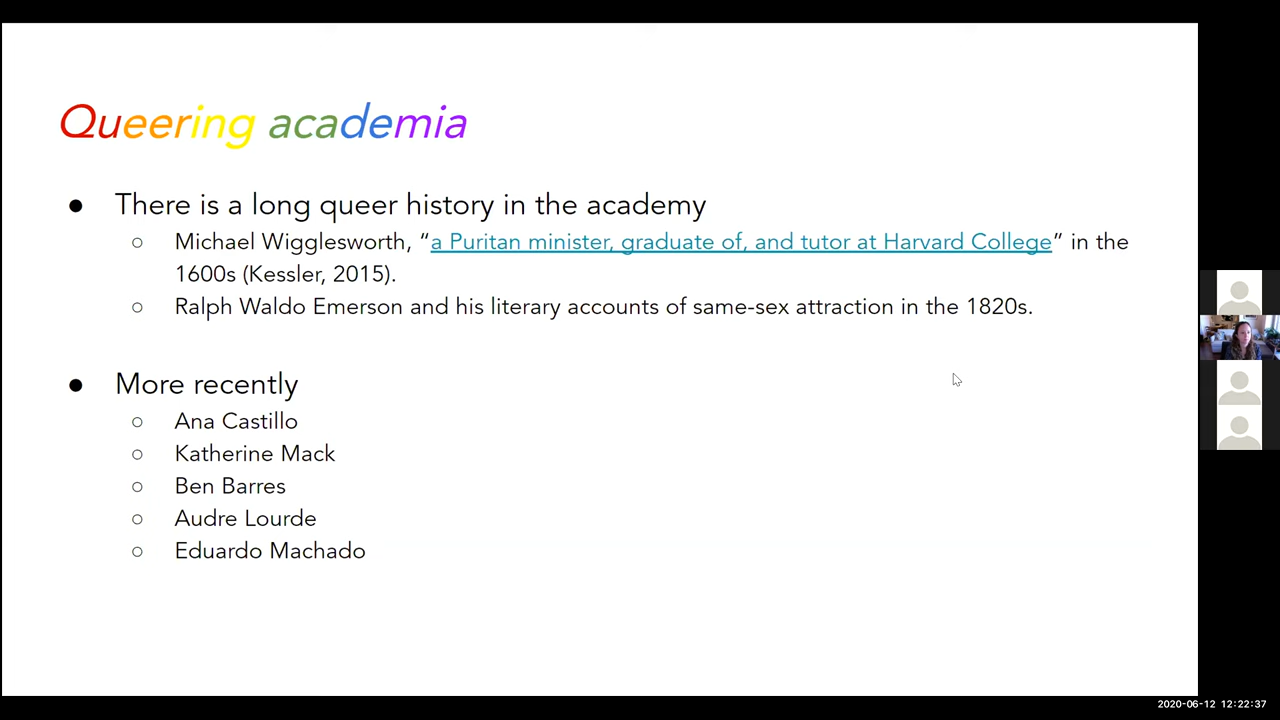 Queering academia
● There is a long queer history in the academy
○ Michael Wigglesworth, “a Puritan minister, graduate of, and tutor at Harvard College” in the
1600s (Kessler, 2015).
○ Ralph Waldo Emerson and his literary accounts of same-sex attraction in the 1820s.
● More recently
○ Ana Castillo
○ Katherine Mack
○ Ben Barres
○ Audre Lourde
○ Eduardo Machado
2020-06-12 12:22:37